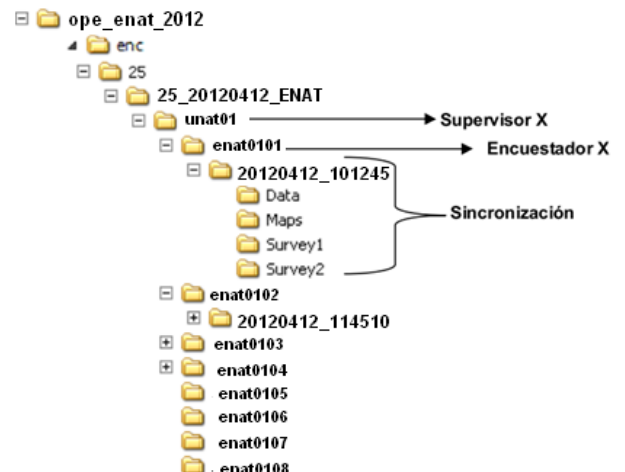 ope_enat_2012
enc
25
25_20120412_ENAT
unat01 Supervisor X
enat0101 Encuestador X
20120412_101245
Data
Maps
Sincronización
Survey1
Survey2
enat0102
20120412_114510
enat0103
enat0104
enat0105
enat0106
enat0107
enat0108